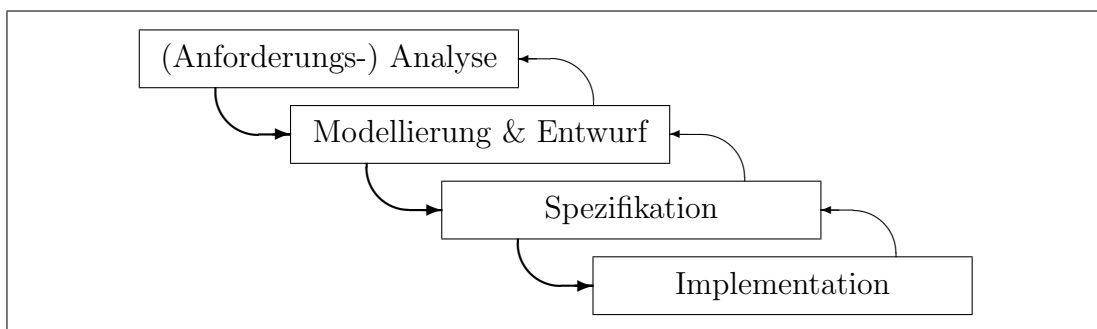 (Anforderungs-) Analyse
Modellierung & Entwurf
Spezifikation
Implementation